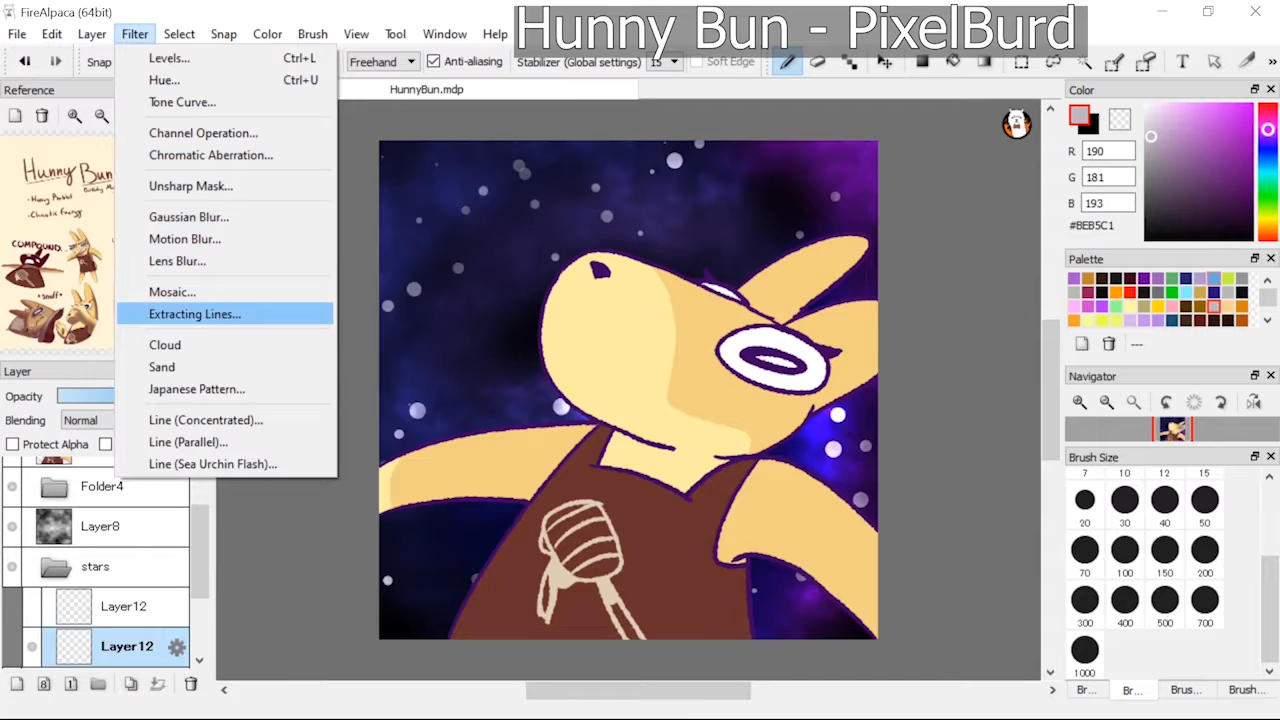 FireAlpaca (64bit)
Hunny Bun - PixelBurd
File Edit Layer Filter Select Snap Color Brush View Tool Window Help
Snap
Freehand
Anti-aliasing
Stabilizer (Global settings) 15
Soft Edge
Reference
HunnyBun.mdp
Levels... Ctrl+L
Hue... Ctrl+U
Tone Curve...
Channel Operation...
Chromatic Aberration...
Unsharp Mask...
Gaussian Blur...
Motion Blur...
Lens Blur...
Mosaic...
Extracting Lines...
Cloud
Sand
Japanese Pattern...
Line (Concentrated)...
Line (Parallel)...
Line (Sea Urchin Flash)...
Hunny Bun
COMPOUND.
Layer
Opacity
Blending Normal
Protect Alpha
Folder4
Layer8
stars
Layer12
Layer12
Color
R 190
G 181
B 193
#BEB5C1
Palette
---
Navigator
Brush Size
7 10 12 15
20 30 40 50
70 100 150 200
300 400 500 700
1000
Br... Br... Brus... Brush...